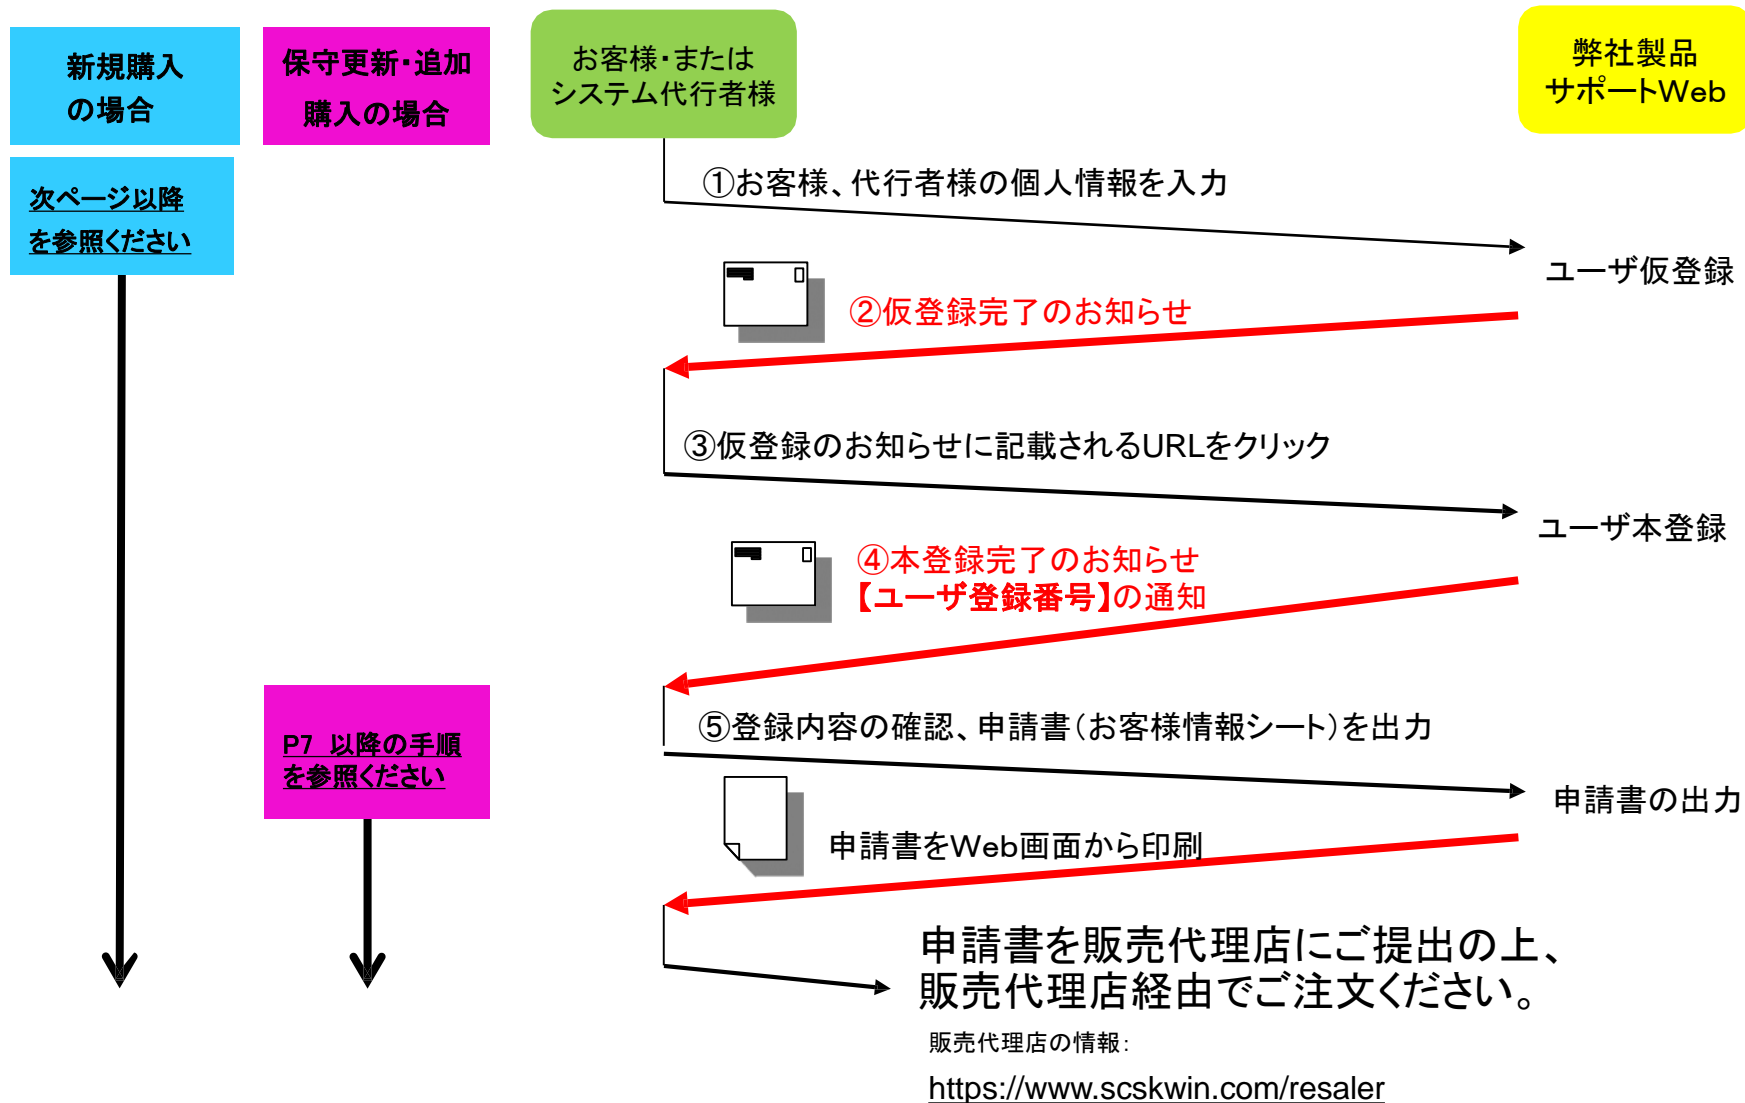 新規購入
の場合
保守更新・追加
購入の場合
お客様・または
システム代行者様
弊社製品
サポートWeb
次ページ以降
を参照ください
①お客様、代行者様の個人情報を入力
ユーザ仮登録
②仮登録完了のお知らせ
③仮登録のお知らせに記載されるURLをクリック
ユーザ本登録
④本登録完了のお知らせ
【ユーザ登録番号】の通知
P7 以降の手順
を参照ください
⑤登録内容の確認、申請書(お客様情報シート)を出力
申請書の出力
申請書をWeb画面から印刷
申請書を販売代理店にご提出の上、
販売代理店経由でご注文ください。
販売代理店の情報:
https://www.scskwin.com/resaler